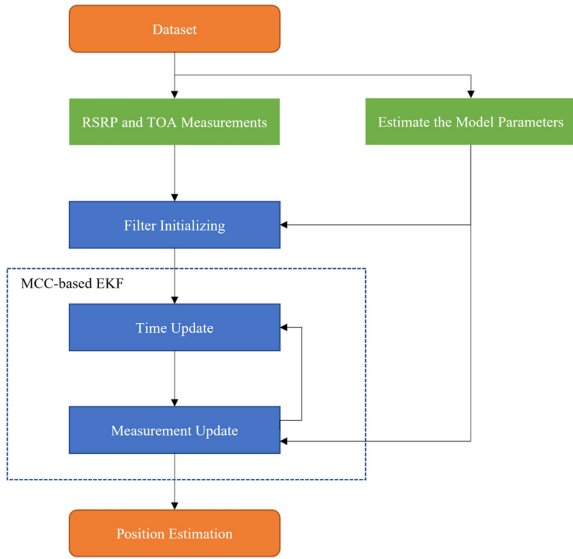 Dataset
RSRP and TOA Measurements
Estimate the Model Parameters
Filter Initializing
MCC-based EKF
Time Update
Measurement Update
Position Estimation